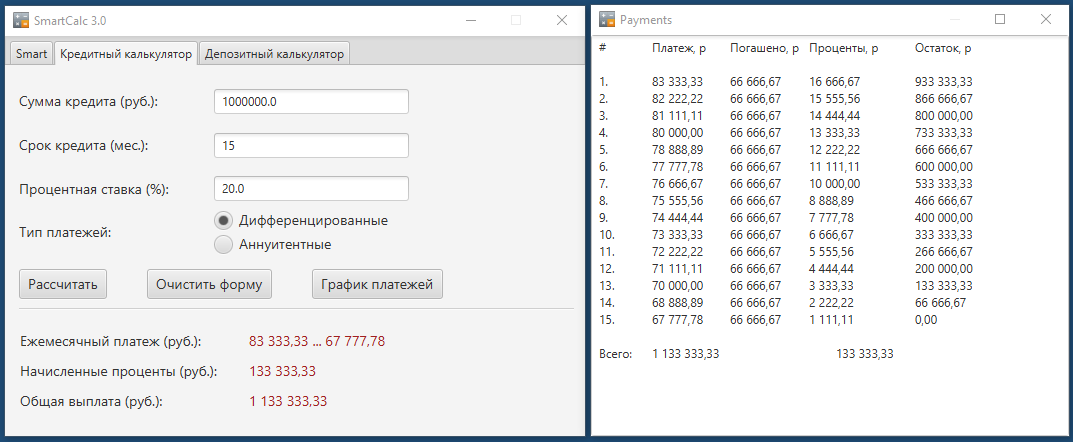 SmartCalc 3.0
Smart Кредитный калькулятор Депозитный калькулятор
Сумма кредита (руб.): 1000000.0
Срок кредита (мес.): 15
Процентная ставка (%): 20.0
Тип платежей:
Дифференцированные
Аннуитентные
Рассчитать Очистить форму График платежей
Ежемесячный платеж (руб.): 83 333,33 ... 67 777,78
Начисленные проценты (руб.): 133 333,33
Общая выплата (руб.): 1 133 333,33
Payments
# Платеж, р Погашено, р Проценты, р Остаток, р
1. 83 333,33 66 666,67 16 666,67 933 333,33
2. 82 222,22 66 666,67 15 555,56 866 666,67
3. 81 111,11 66 666,67 14 444,44 800 000,00
4. 80 000,00 66 666,67 13 333,33 733 333,33
5. 78 888,89 66 666,67 12 222,22 666 666,67
6. 77 777,78 66 666,67 11 111,11 600 000,00
7. 76 666,67 66 666,67 10 000,00 533 333,33
8. 75 555,56 66 666,67 8 888,89 466 666,67
9. 74 444,44 66 666,67 7 777,78 400 000,00
10. 73 333,33 66 666,67 6 666,67 333 333,33
11. 72 222,22 66 666,67 5 555,56 266 666,67
12. 71 111,11 66 666,67 4 444,44 200 000,00
13. 70 000,00 66 666,67 3 333,33 133 333,33
14. 68 888,89 66 666,67 2 222,22 66 666,67
15. 67 777,78 66 666,67 1 111,11 0,00
Всего: 1 133 333,33 133 333,33